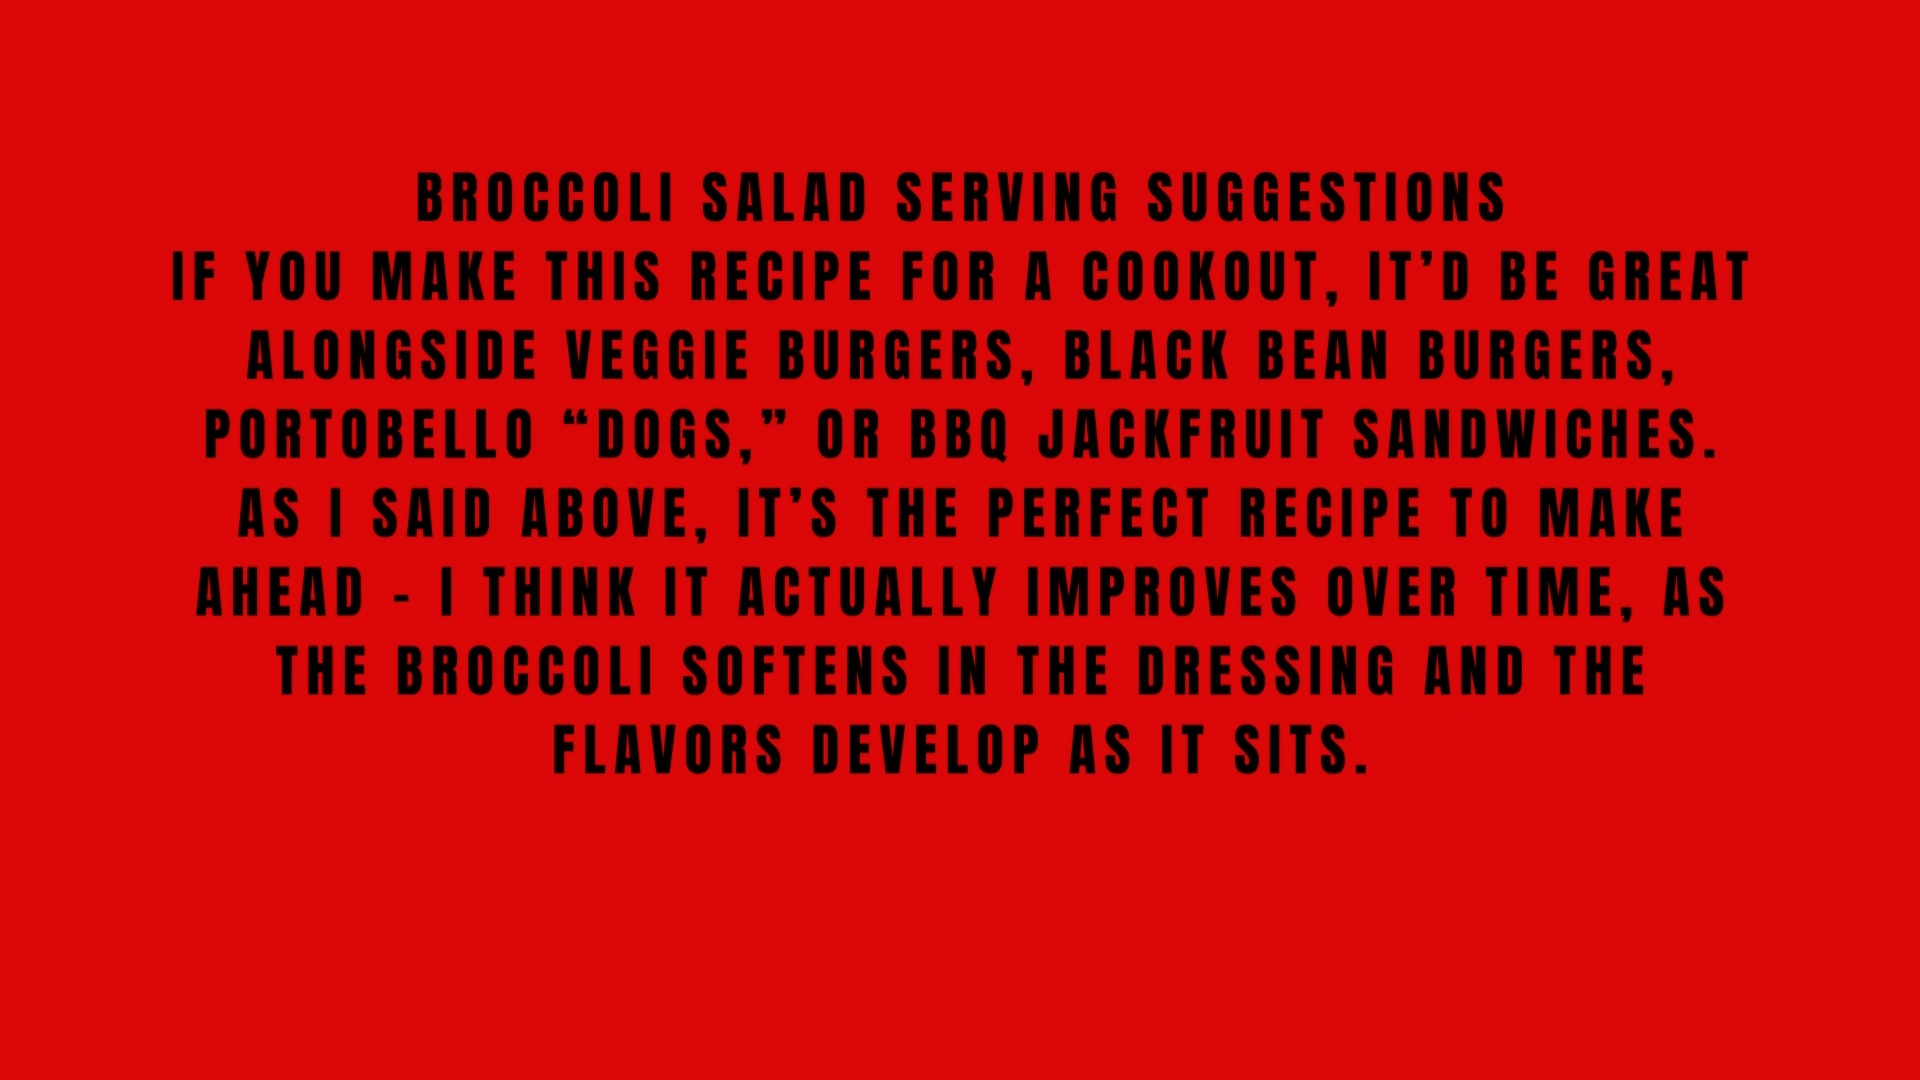 BROCCOLI SALAD SERVING SUGGESTIONS
IF YOU MAKE THIS RECIPE FOR A COOKOUT, IT’D BE GREAT
ALONGSIDE VEGGIE BURGERS, BLACK BEAN BURGERS,
PORTOBELLO “DOGS,” OR BBQ JACKFRUIT SANDWICHES.
AS I SAID ABOVE, IT’S THE PERFECT RECIPE TO MAKE
AHEAD - I THINK IT ACTUALLY IMPROVES OVER TIME, AS
THE BROCCOLI SOFTENS IN THE DRESSING AND THE
FLAVORS DEVELOP AS IT SITS.